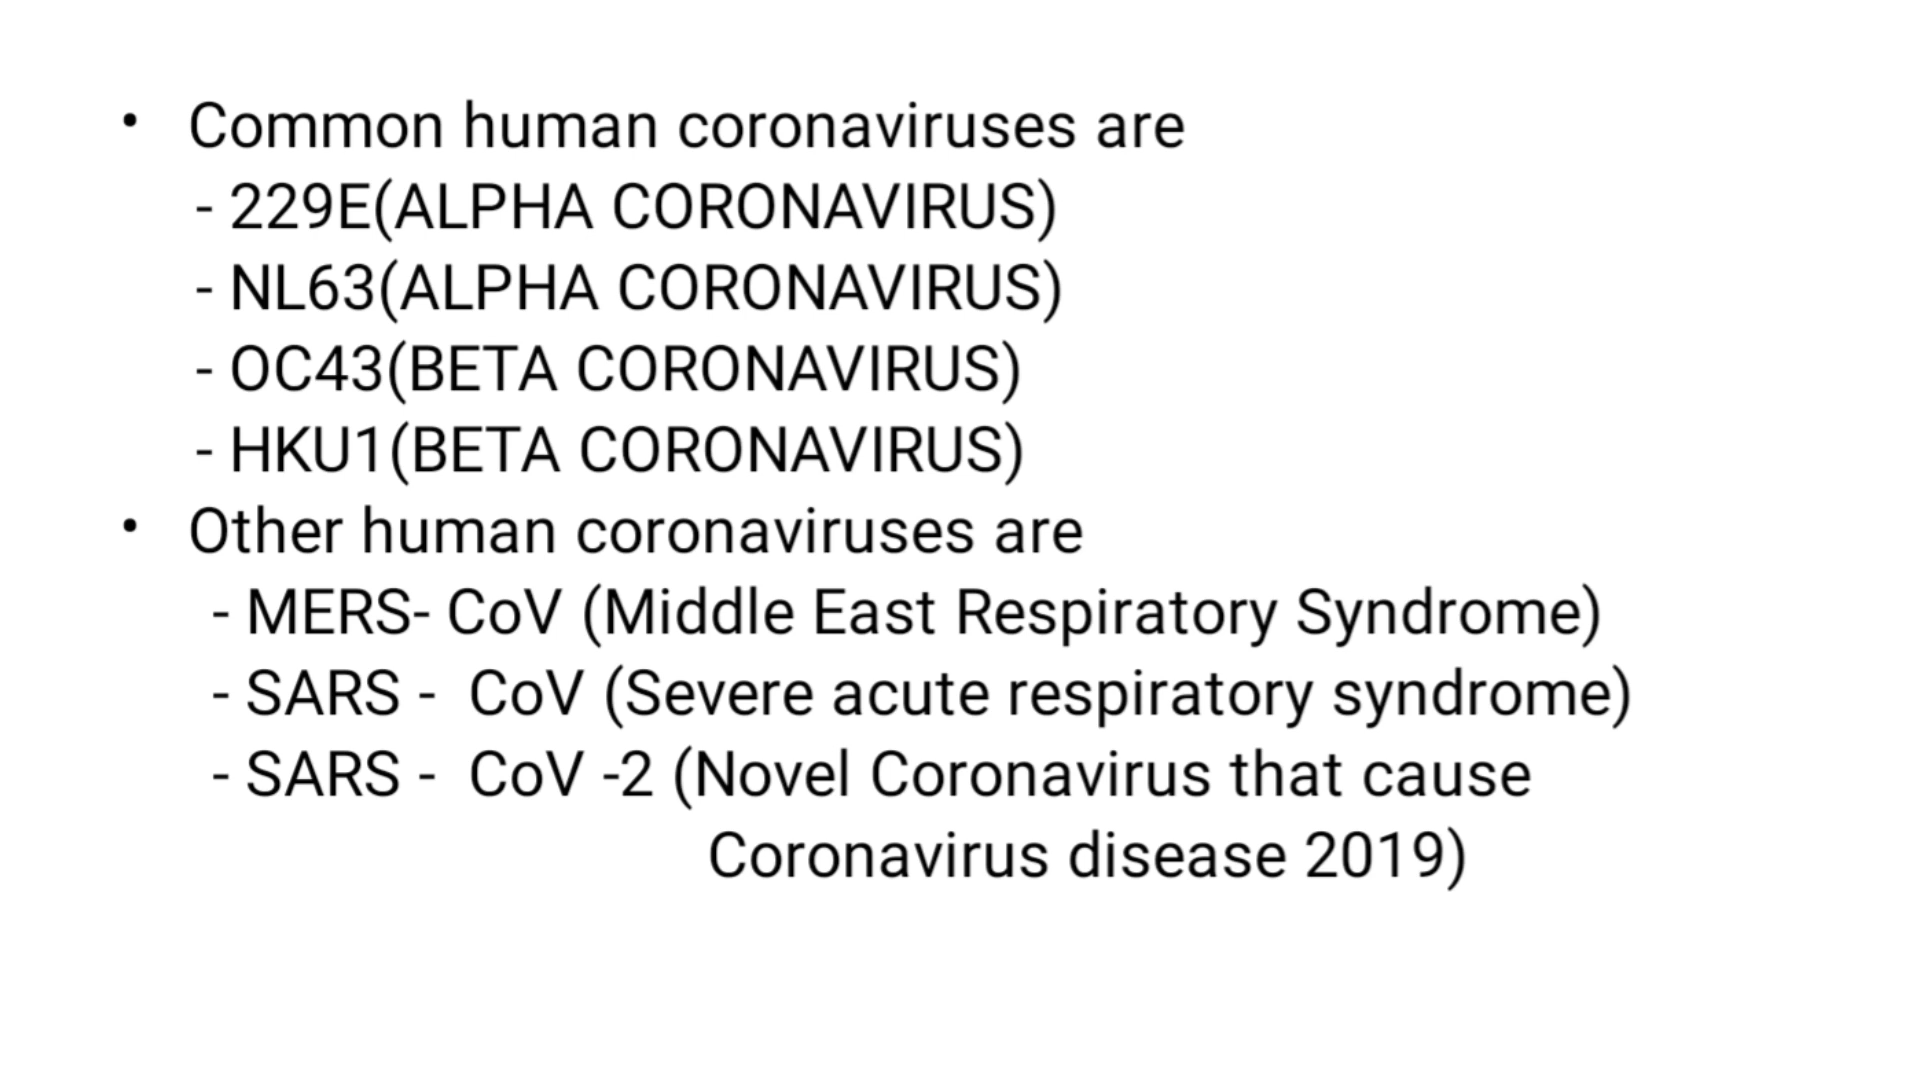 • Common human coronaviruses are
- 229E(ALPHA CORONAVIRUS)
- NL63(ALPHA CORONAVIRUS)
- OC43(BETA CORONAVIRUS)
- HKU1(BETA CORONAVIRUS)
• Other human coronaviruses are
- MERS- CoV (Middle East Respiratory Syndrome)
- SARS -  CoV (Severe acute respiratory syndrome)
- SARS -  CoV -2 (Novel Coronavirus that cause
Coronavirus disease 2019)